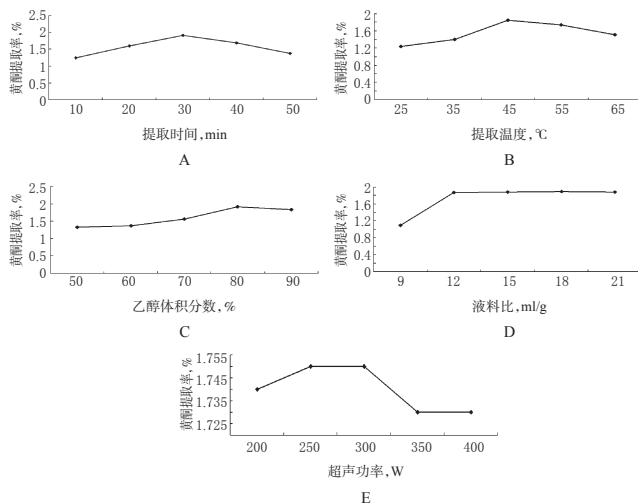 黄酮提取率,%
2.5
2
1.5
1
0.5
0
10 20 30 40 50
提取时间,min
A
黄酮提取率,%
2
1.6
1.2
0.8
0.4
0
25 35 45 55 65
提取温度,℃
B
黄酮提取率,%
2.5
2
1.5
1
0.5
0
50 60 70 80 90
乙醇体积分数,%
C
黄酮提取率,%
2
1.6
1.2
0.8
0.4
0
9 12 15 18 21
液料比,ml/g
D
黄酮提取率,%
1.755
1.745
1.735
1.725
200 250 300 350 400
超声功率,W
E